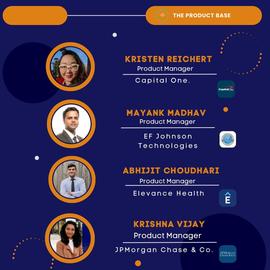 THE PRODUCT BASE
KRISTEN REICHERT
Product Manager
Capital One.
MAYANK MADHAV
Product Manager
EF Johnson
Technologies
ABHIJIT CHOUDHARI
Product Manager
Elevance Health
KRISHNA VIJAY
Product Manager
JPMorgan Chase & Co.